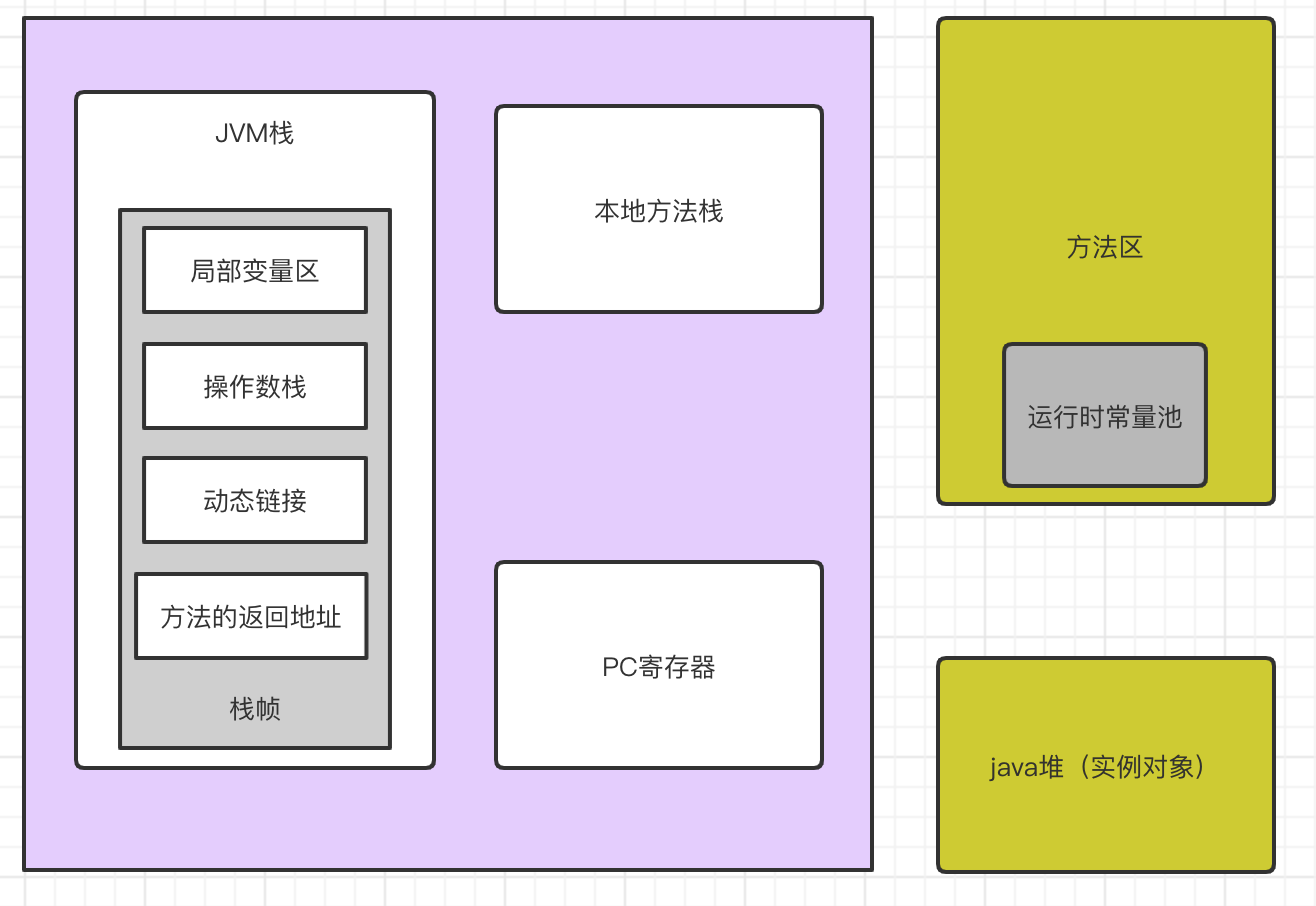 JVM栈
局部变量区
操作数栈
动态链接
方法的返回地址
栈帧
本地方法栈
PC寄存器
方法区
运行时常量池
java堆（实例对象）